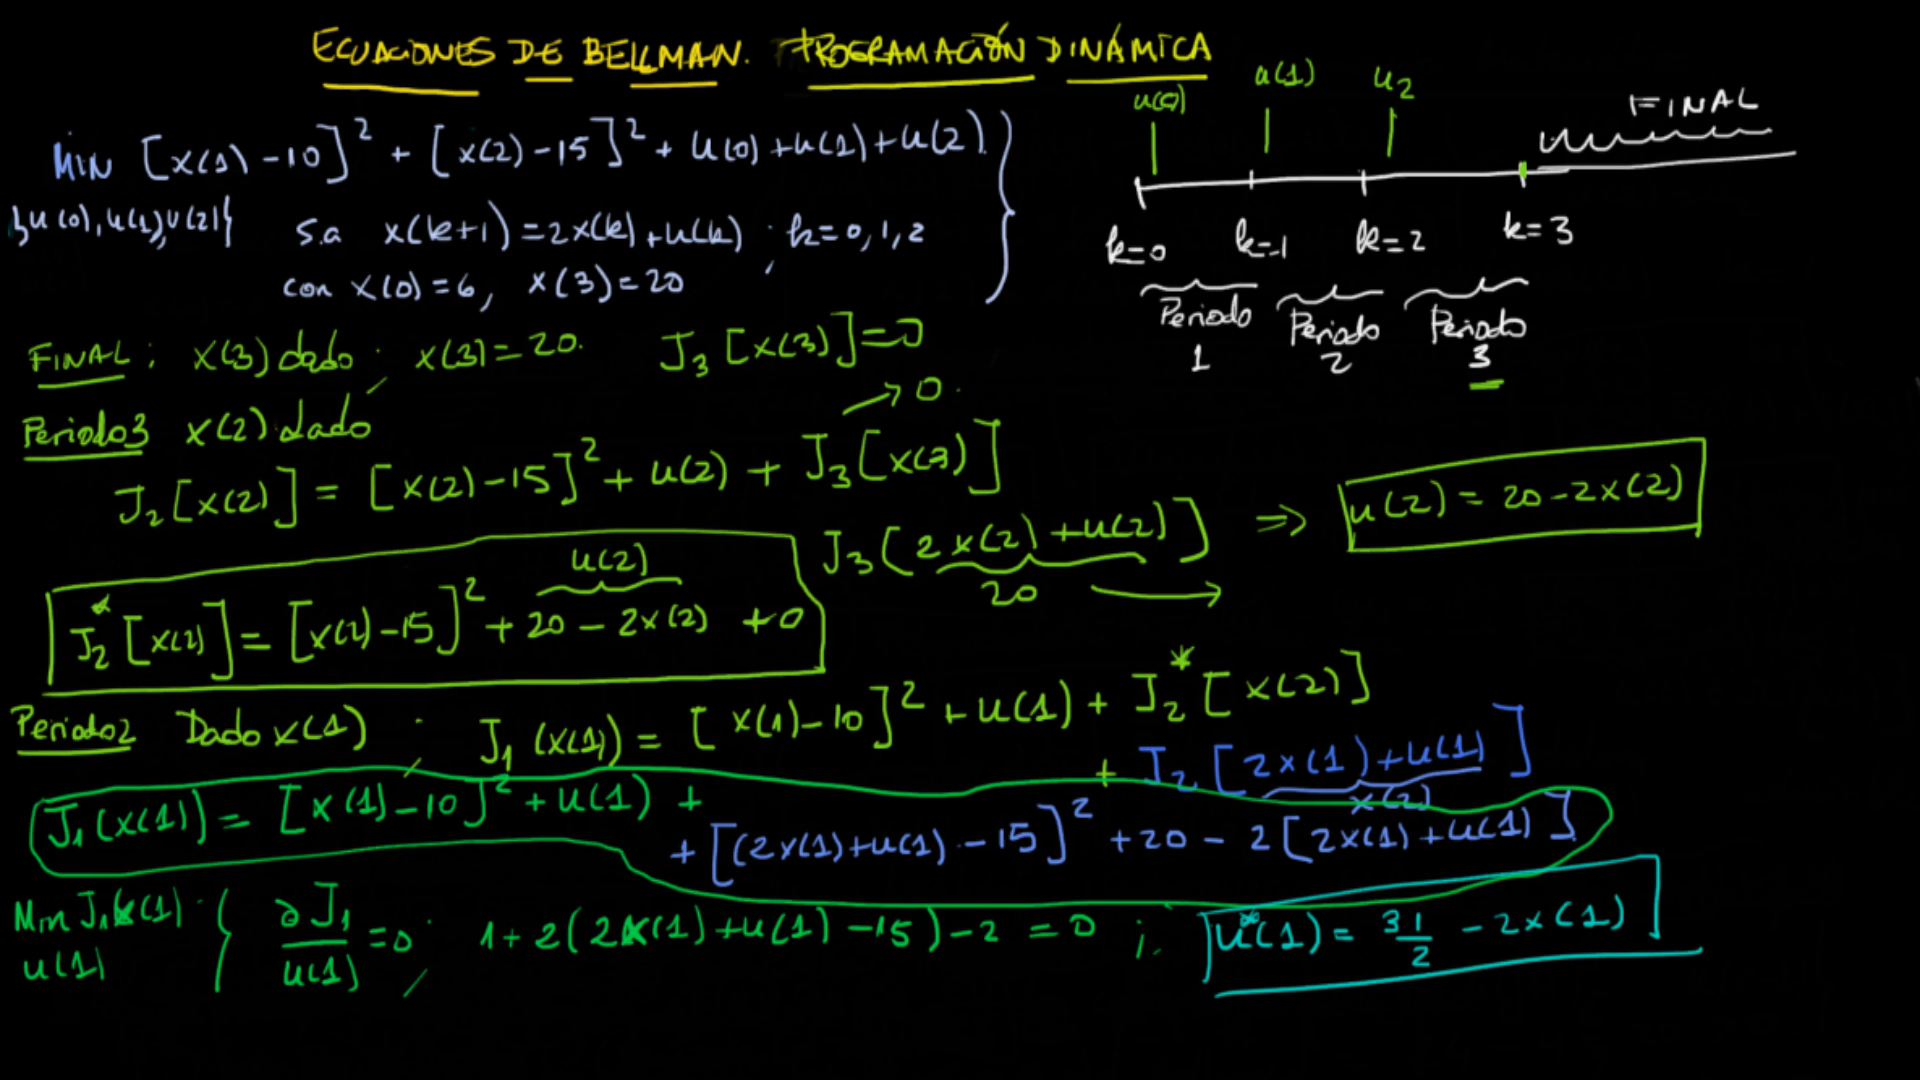 ECUACIONES DE BELLMAN. PROGRAMACIÓN DINÁMICA
MIN [x(1) -10]² + [x(2) -15]² + u(0) + u(1) + u(2)
{u(0), u(1), u(2)}
s.a x(k+1) = 2x(k) + u(k) ; k=0,1,2
con x(0)=6, x(3)=20
u(0) u(1) u2
FINAL
k=0 k=1 k=2 k=3
Periodo 1 Periodo 2 Periodo 3
FINAL: x(3) dado ; x(3)=20. J₃[x(3)]=0
→ 0.
Periodo3 x(2) dado
J₂[x(2)] = [x(2)-15]² + u(2) + J₃[x(3)]
J₃(2x(2)+u(2)] ⇒ u(2) = 20-2x(2)
20 →
u(2)
J₂*[x(2)] = [x(2)-15]² + 20 - 2x(2) + 0
Periodo2 Dado x(1) ; J₁(x(1)) = [x(1)-10]² + u(1) + J₂*[x(2)]
+ J₂[2x(1)+u(1)]
x(2)
J₁(x(1)) = [x(1)-10]² + u(1) +
+ [(2x(1)+u(1) - 15]² + 20 - 2[2x(1)+u(1)]
Min J₁x(1)
u(1)
{ ∂J₁/u(1) = 0 ; 1+2(2x(1)+u(1)-15)-2 = 0 ; u*(1) = 31/2 - 2x(1)